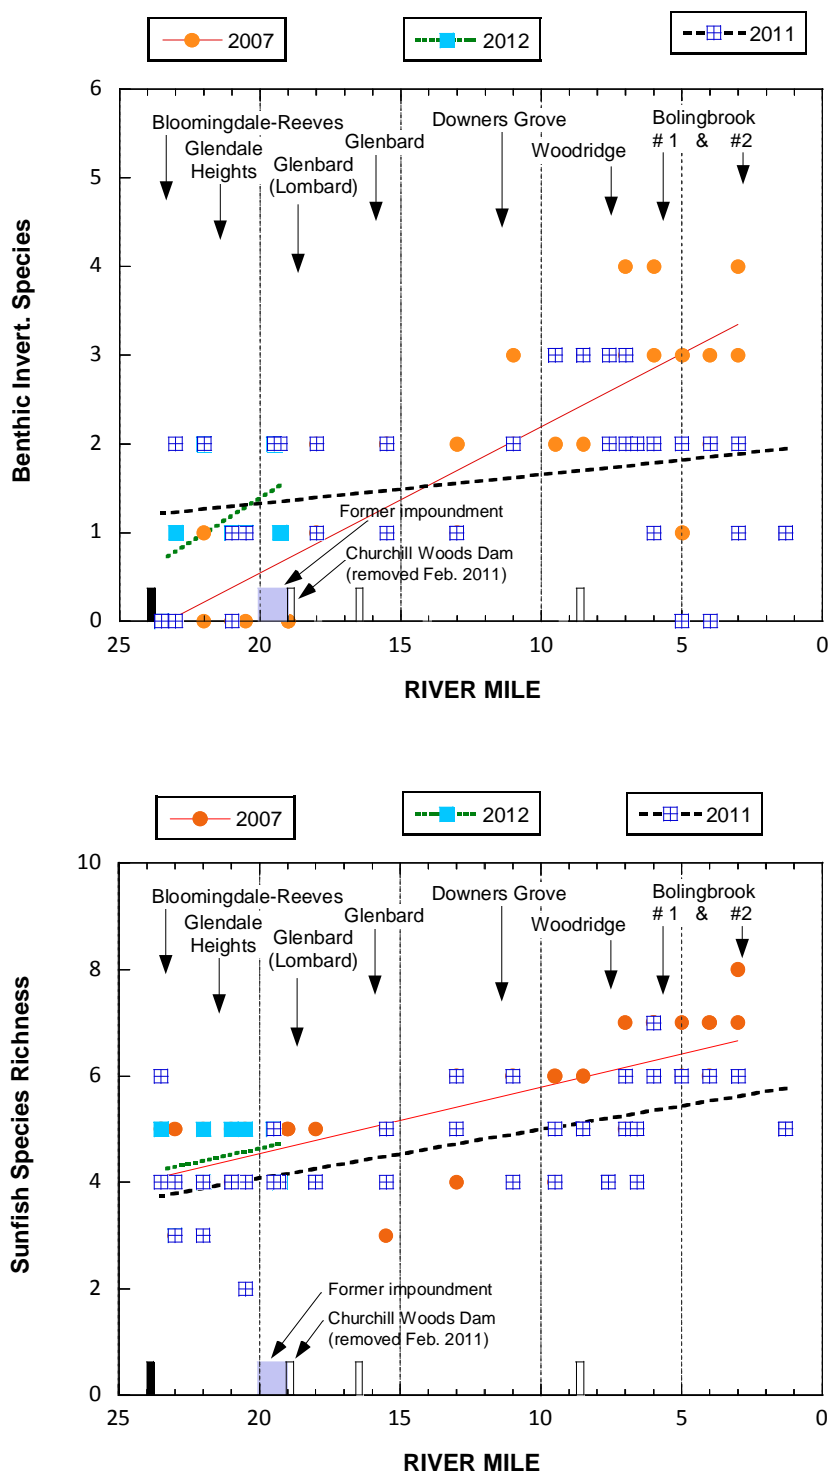 2007
2012
2011
6
5
4
3
2
1
0
Benthic Invert. Species
Bloomingdale-Reeves
Glendale
Heights
Glenbard
(Lombard)
Glenbard
Downers Grove
Woodridge
Bolingbrook
# 1 & #2
Former impoundment
Churchill Woods Dam
(removed Feb. 2011)
25 20 15 10 5 0
RIVER MILE
2007
2012
2011
10
8
6
4
2
0
Sunfish Species Richness
Bloomingdale-Reeves
Glendale
Heights
Glenbard
(Lombard)
Glenbard
Downers Grove
Woodridge
Bolingbrook
# 1 & #2
Former impoundment
Churchill Woods Dam
(removed Feb. 2011)
25 20 15 10 5 0
RIVER MILE